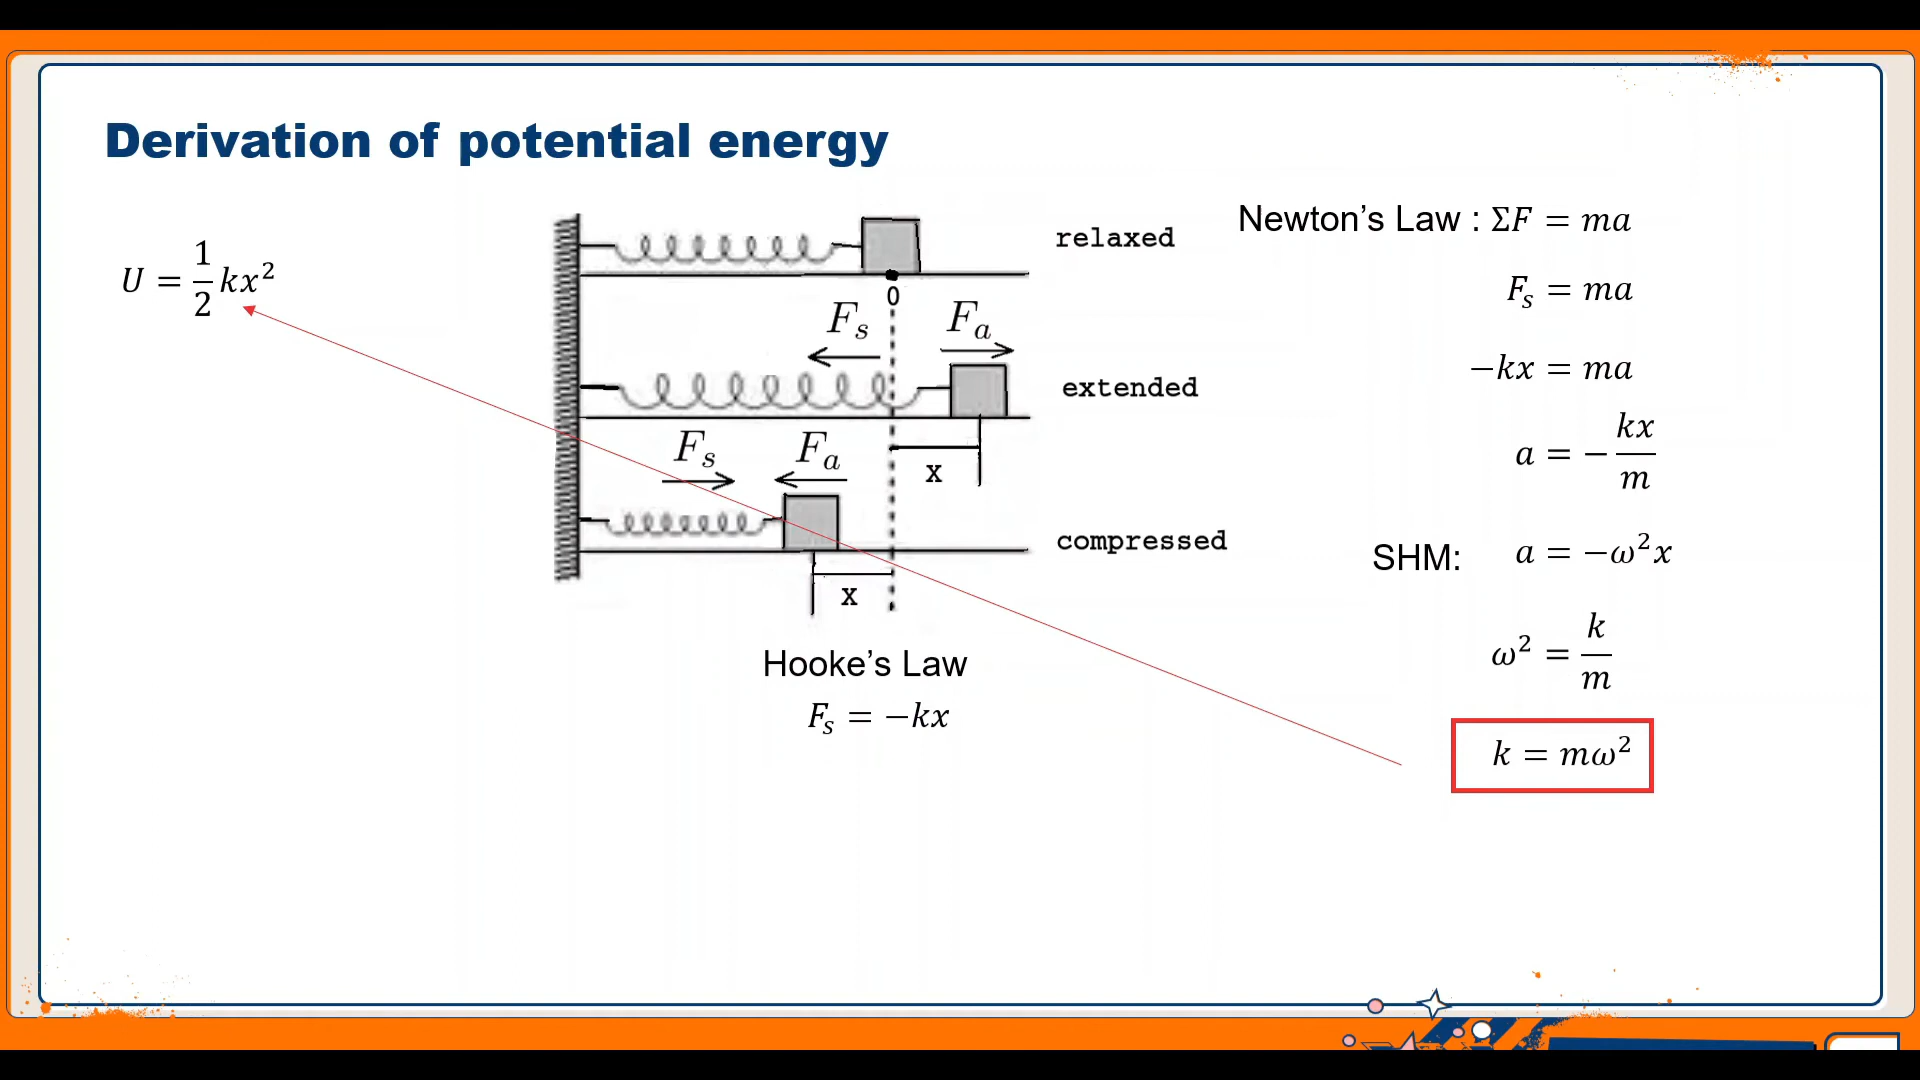 Derivation of potential energy
U = 1/2 kx²
relaxed
0
F_s F_a
extended
x
F_s F_a
compressed
x
Hooke’s Law
F_s = −kx
Newton’s Law : ΣF = ma
F_s = ma
−kx = ma
a = − kx/m
SHM: a = −ω²x
ω² = k/m
k = mω²